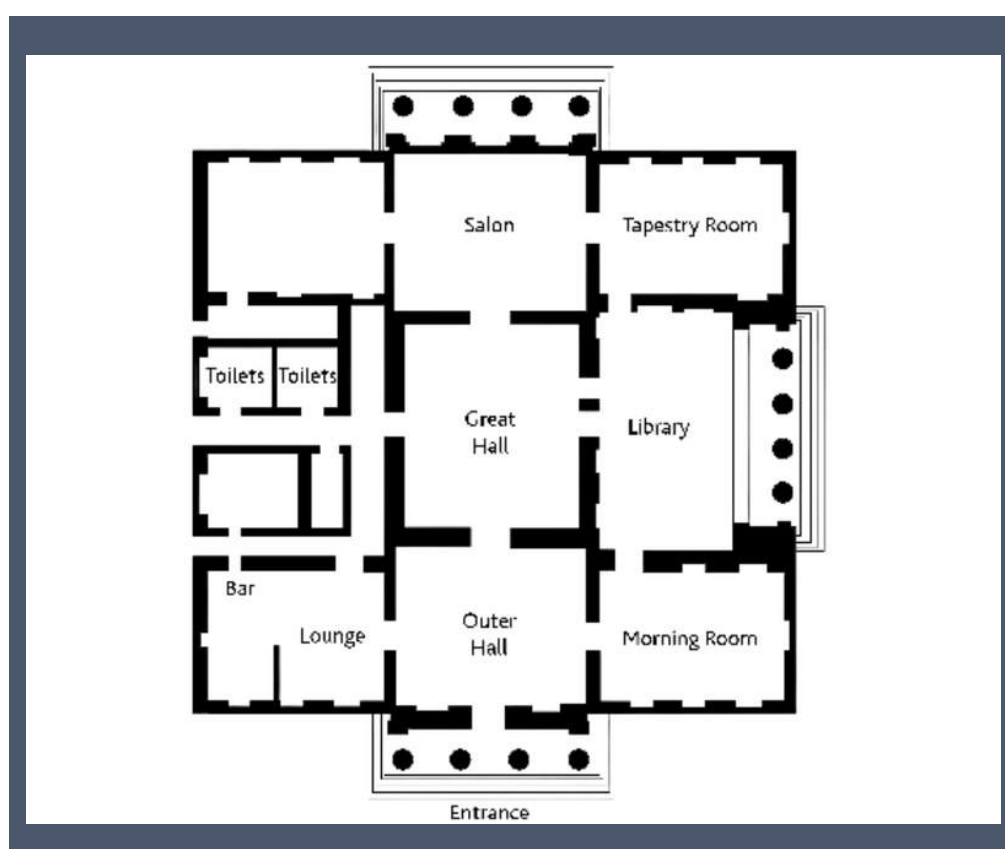 Salon
Tapestry Room
Toilets
Toilets
Great
Hall
Library
Bar
Lounge
Outer
Hall
Morning Room
Entrance